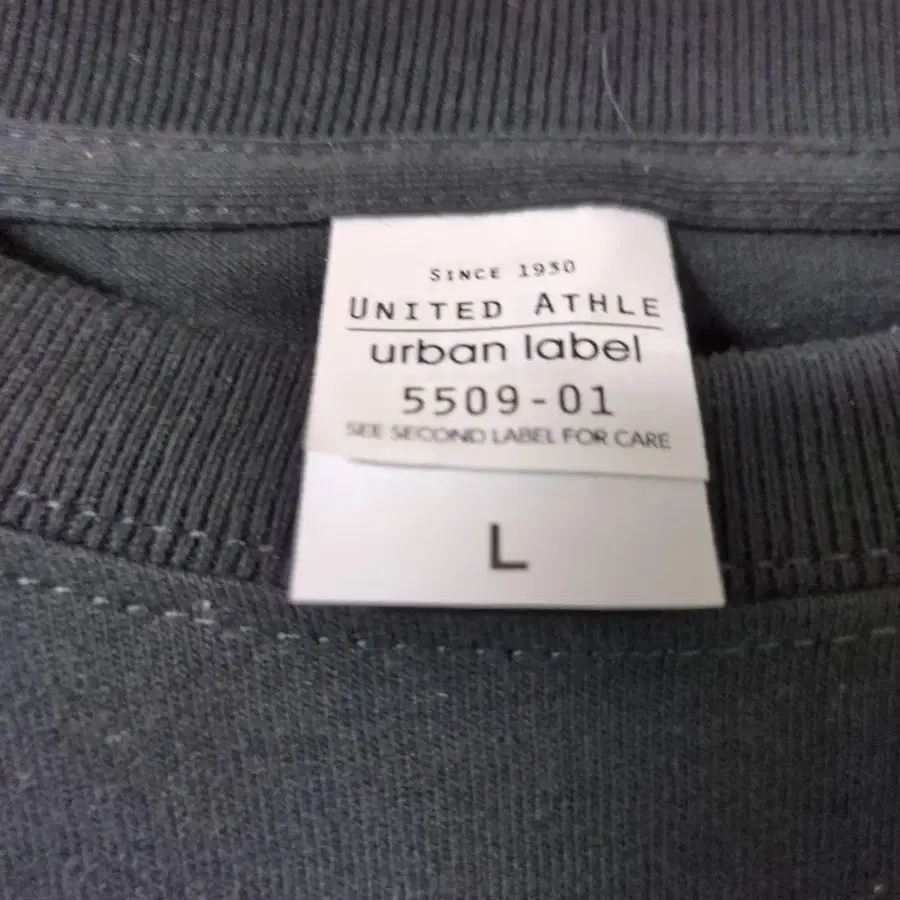 SINCE 1930
UNITED ATHLE
urban label
5509-01
SEE SECOND LABEL FOR CARE
L